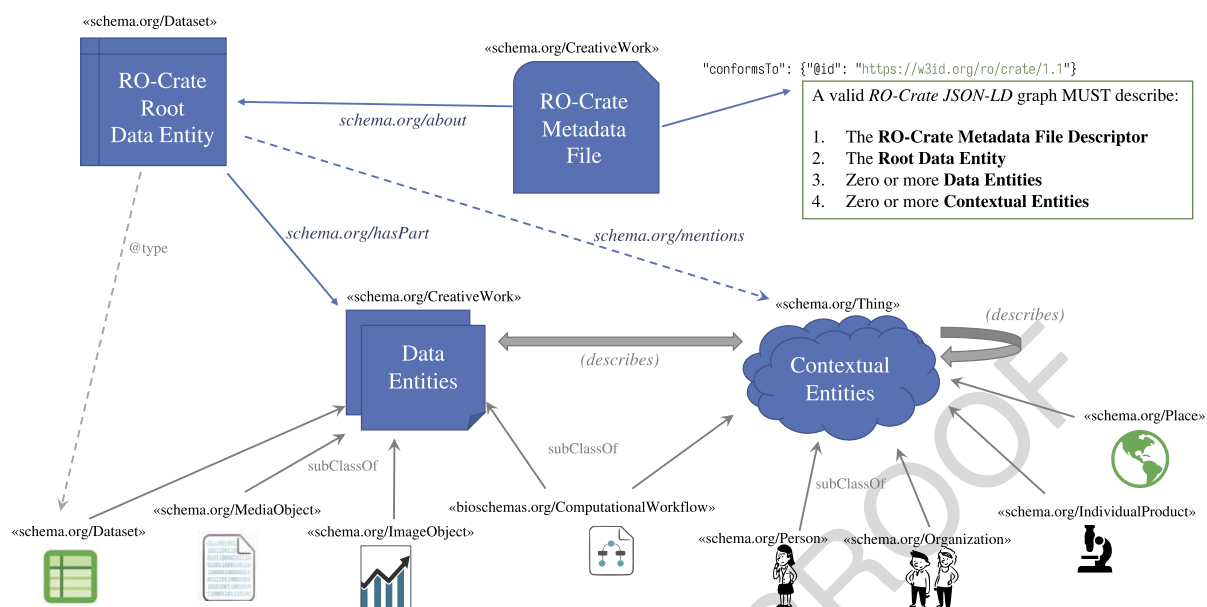 «schema.org/Dataset»
RO-Crate
Root
Data Entity
«schema.org/CreativeWork»
RO-Crate
Metadata
File
schema.org/about
"conformsTo": {"@id": "https://w3id.org/ro/crate/1.1"}
A valid RO-Crate JSON-LD graph MUST describe:
1. The RO-Crate Metadata File Descriptor
2. The Root Data Entity
3. Zero or more Data Entities
4. Zero or more Contextual Entities
@type
schema.org/hasPart
schema.org/mentions
«schema.org/CreativeWork»
Data
Entities
(describes)
«schema.org/Thing»
Contextual
Entities
(describes)
subClassOf
subClassOf
subClassOf
«schema.org/Place»
«schema.org/Dataset»
«schema.org/MediaObject»
«schema.org/ImageObject»
«bioschemas.org/ComputationalWorkflow»
«schema.org/Person»
«schema.org/Organization»
«schema.org/IndividualProduct»
PROOF